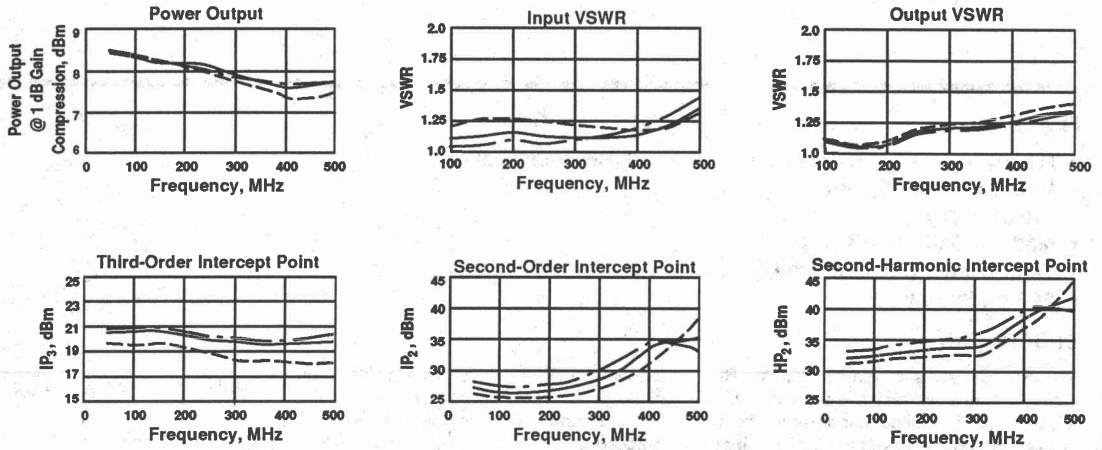 Power Output
Power Output
@ 1 dB Gain
Compression, dBm
9
8
7
6
0 100 200 300 400 500
Frequency, MHz
Input VSWR
VSWR
2.0
1.75
1.5
1.25
1.0
100 200 300 400 500
Frequency, MHz
Output VSWR
VSWR
2.0
1.75
1.5
1.25
1.0
100 200 300 400 500
Frequency, MHz
Third-Order Intercept Point
IP3, dBm
25
23
21
19
17
15
0 100 200 300 400 500
Frequency, MHz
Second-Order Intercept Point
IP2, dBm
45
40
35
30
25
0 100 200 300 400 500
Frequency, MHz
Second-Harmonic Intercept Point
HP2, dBm
45
40
35
30
25
0 100 200 300 400 500
Frequency, MHz